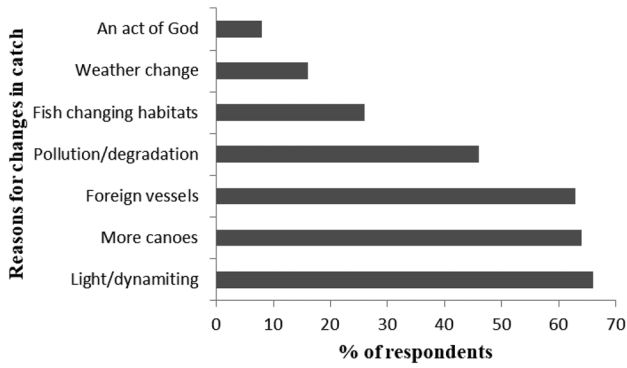 Reasons for changes in catch
An act of God
Weather change
Fish changing habitats
Pollution/degradation
Foreign vessels
More canoes
Light/dynamiting
0 10 20 30 40 50 60 70
% of respondents